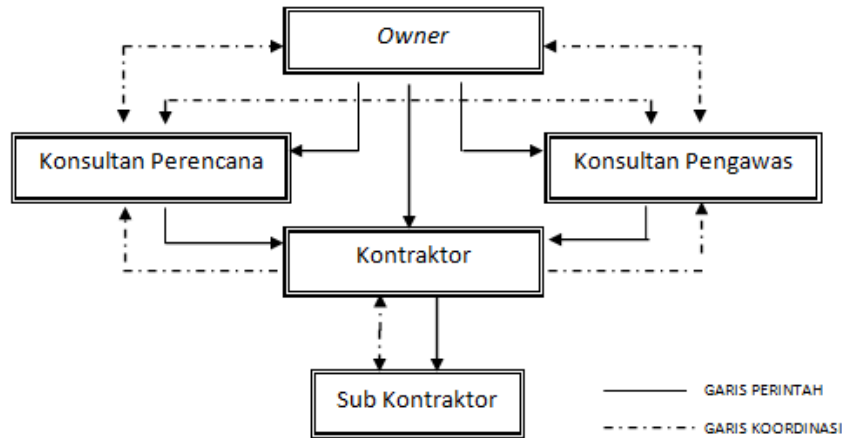 Owner
Konsultan Perencana
Konsultan Pengawas
Kontraktor
Sub Kontraktor
GARIS PERINTAH
GARIS KOORDINASI